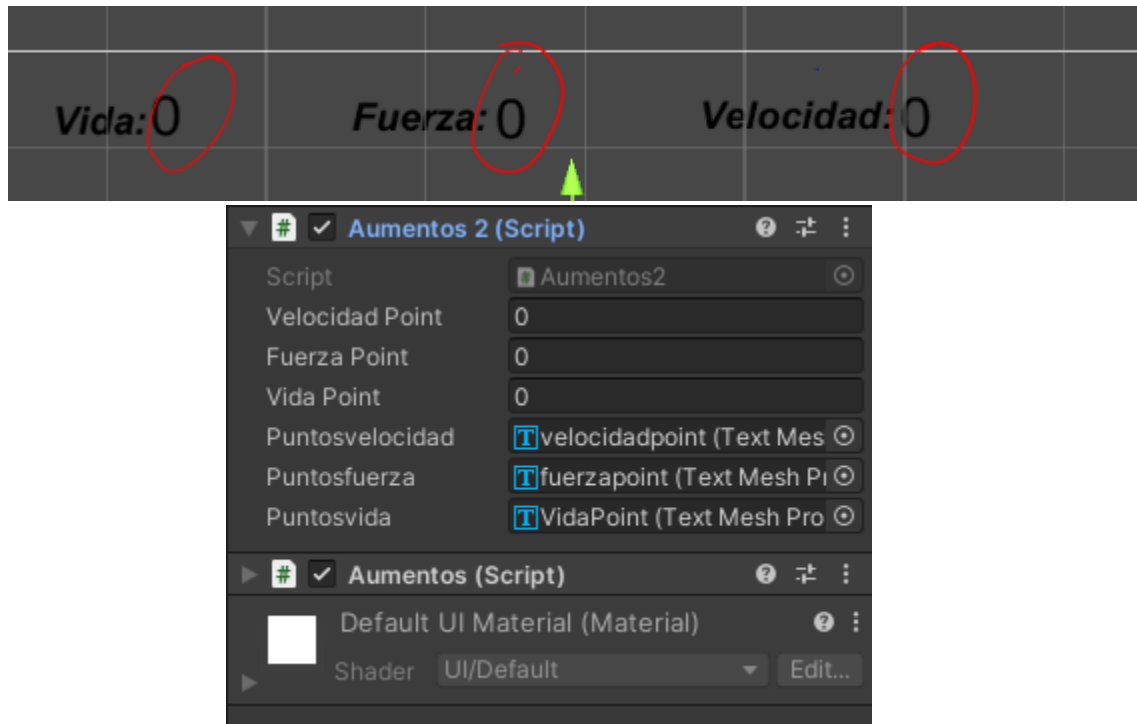 Vida: 0 Fuerza: 0 Velocidad: 0
# Aumentos 2 (Script)
Script # Aumentos2
Velocidad Point 0
Fuerza Point 0
Vida Point 0
Puntosvelocidad T velocidadpoint (Text Mes
Puntosfuerza T fuerzapoint (Text Mesh Pr
Puntosvida T VidaPoint (Text Mesh Pro
# Aumentos (Script)
Default UI Material (Material)
Shader UI/Default Edit...